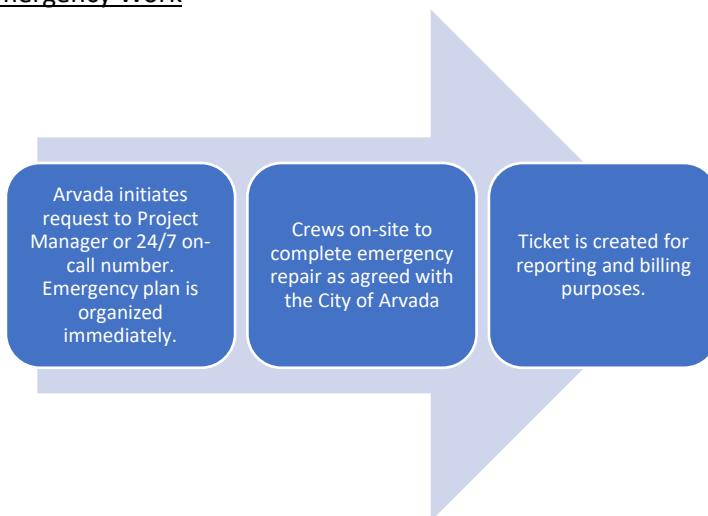 mergency Work
Arvada initiates
request to Project
Manager or 24/7 on-
call number.
Emergency plan is
organized
immediately.
Crews on-site to
complete emergency
repair as agreed with
the City of Arvada
Ticket is created for
reporting and billing
purposes.